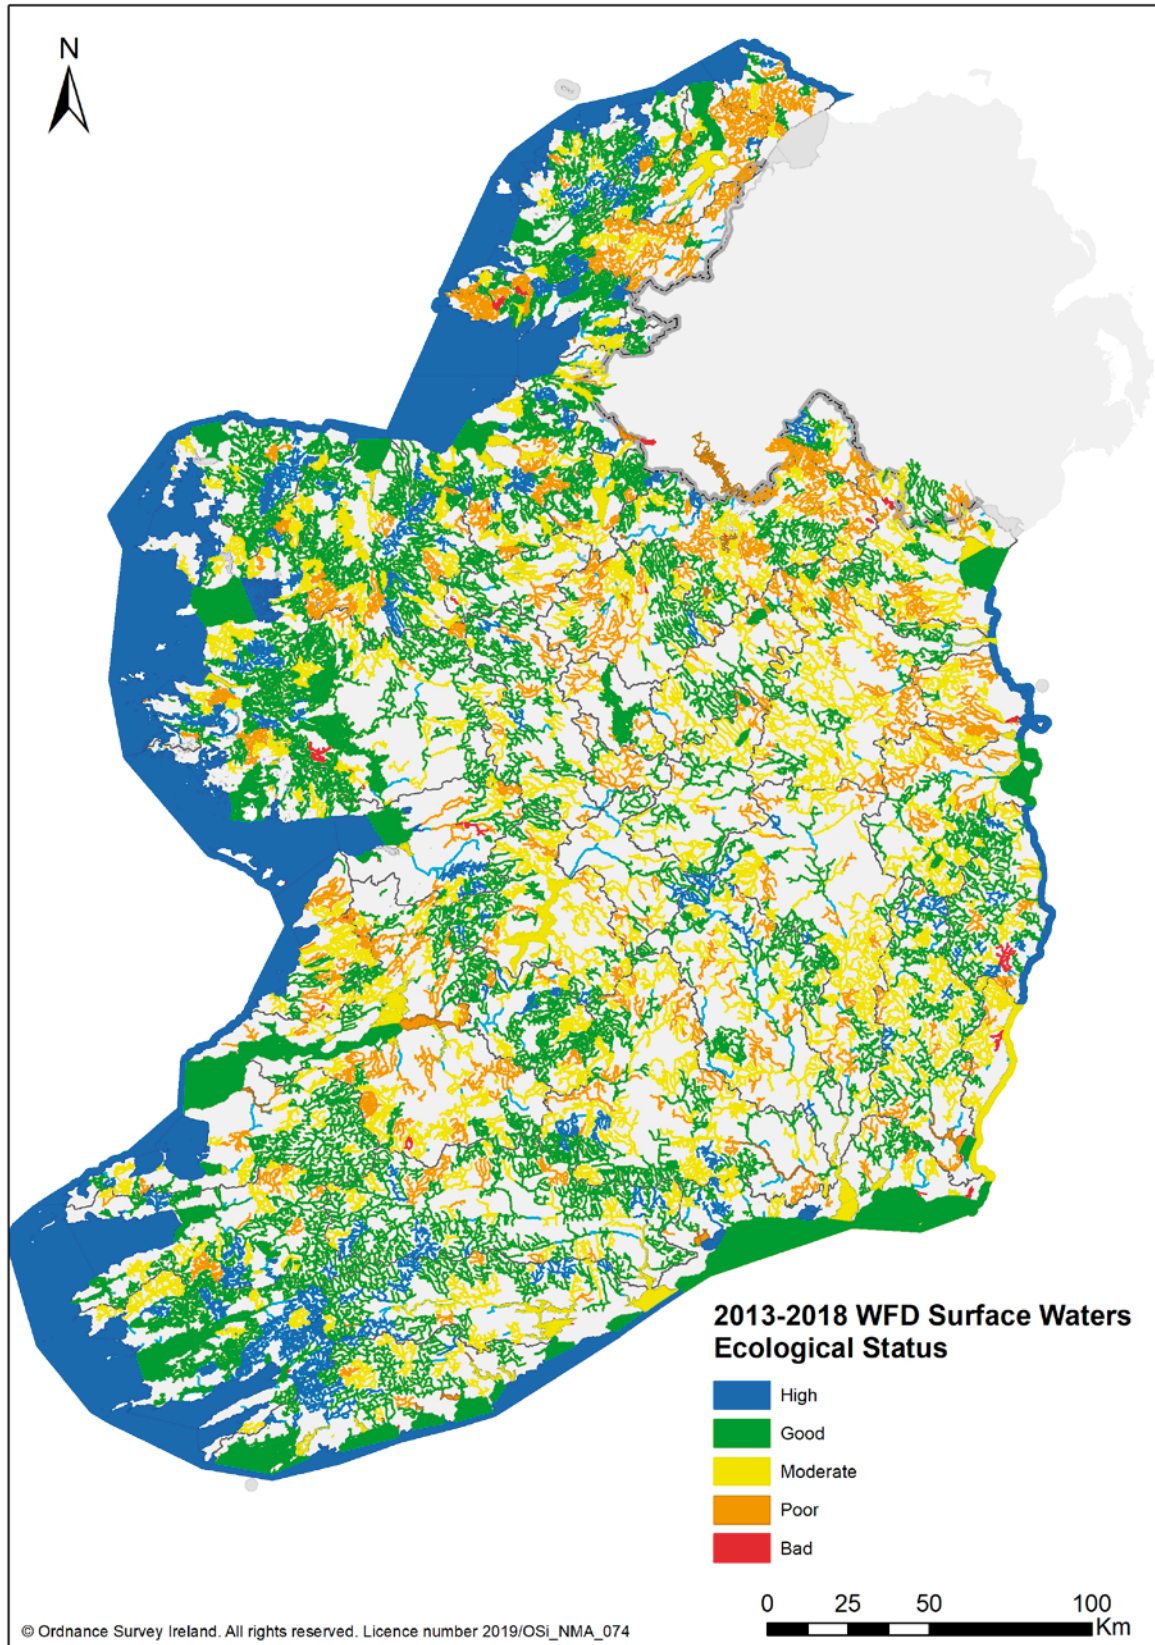 N
2013-2018 WFD Surface Waters
Ecological Status
High
Good
Moderate
Poor
Bad
0 25 50 100
Km
© Ordnance Survey Ireland. All rights reserved. Licence number 2019/OSi_NMA_074